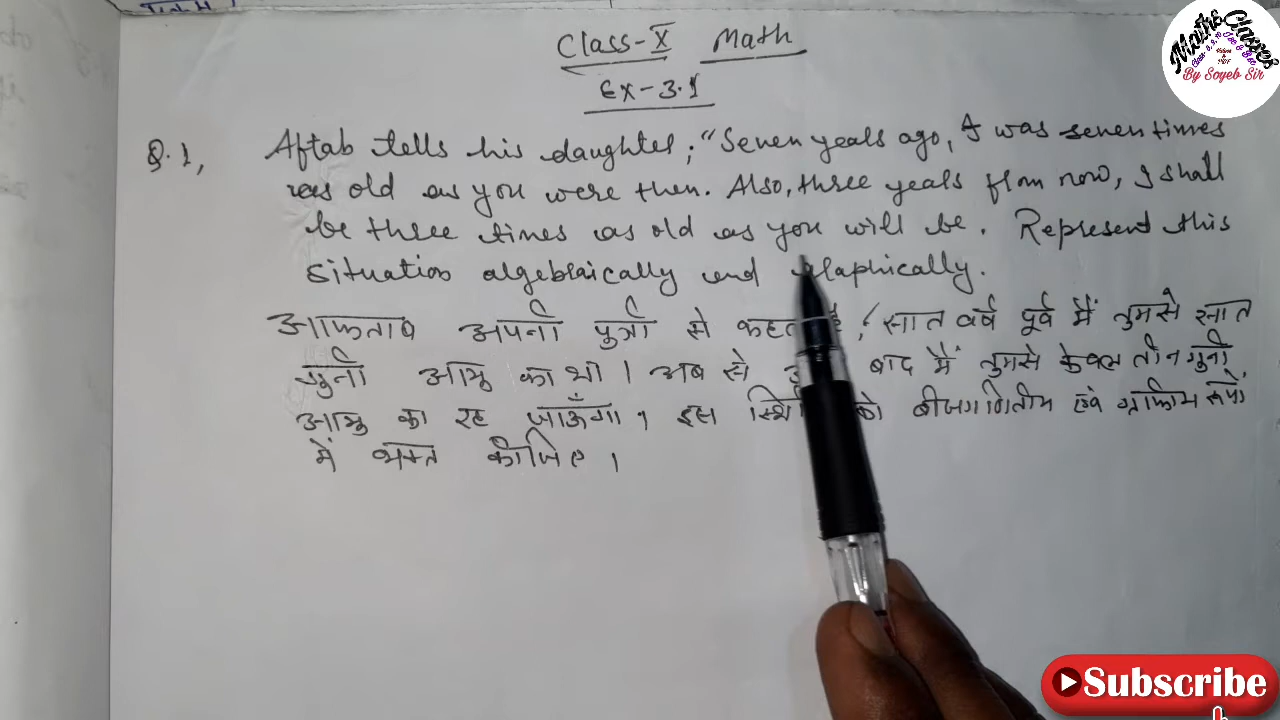 Class-X Math
Ex-3.1
Q.1, Aftab tells his daughter; "Seven years ago, I was seven times
as old as you were then. Also, three years from now, I shall
be three times as old as you will be. Represent this
situation algebraically and graphically.
आफताब अपनी पुत्री से कहता है, 'सात वर्ष पूर्व मैं तुमसे सात
गुनी आयु का था। अब से बाद मैं तुमसे केवल तीन गुनी
आयु का रह जाऊँगा। इस स्थिति को बीजगणितीय एवं ग्राफिय रूपों
में व्यक्त कीजिए।
Maths Classes
By Soyeb Sir
Subscribe